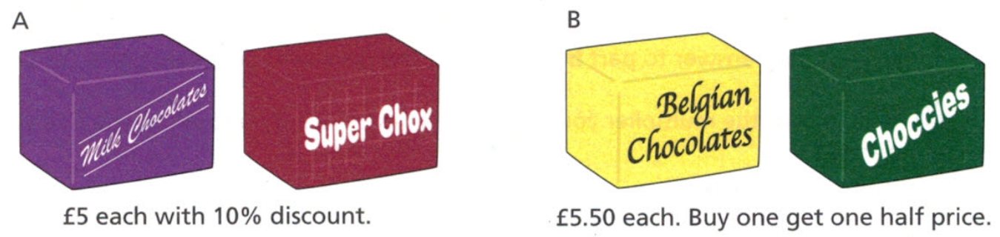 A
B
Milk Chocolates
Super Chox
Belgian
Chocolates
Choccies
£5 each with 10% discount.
£5.50 each. Buy one get one half price.